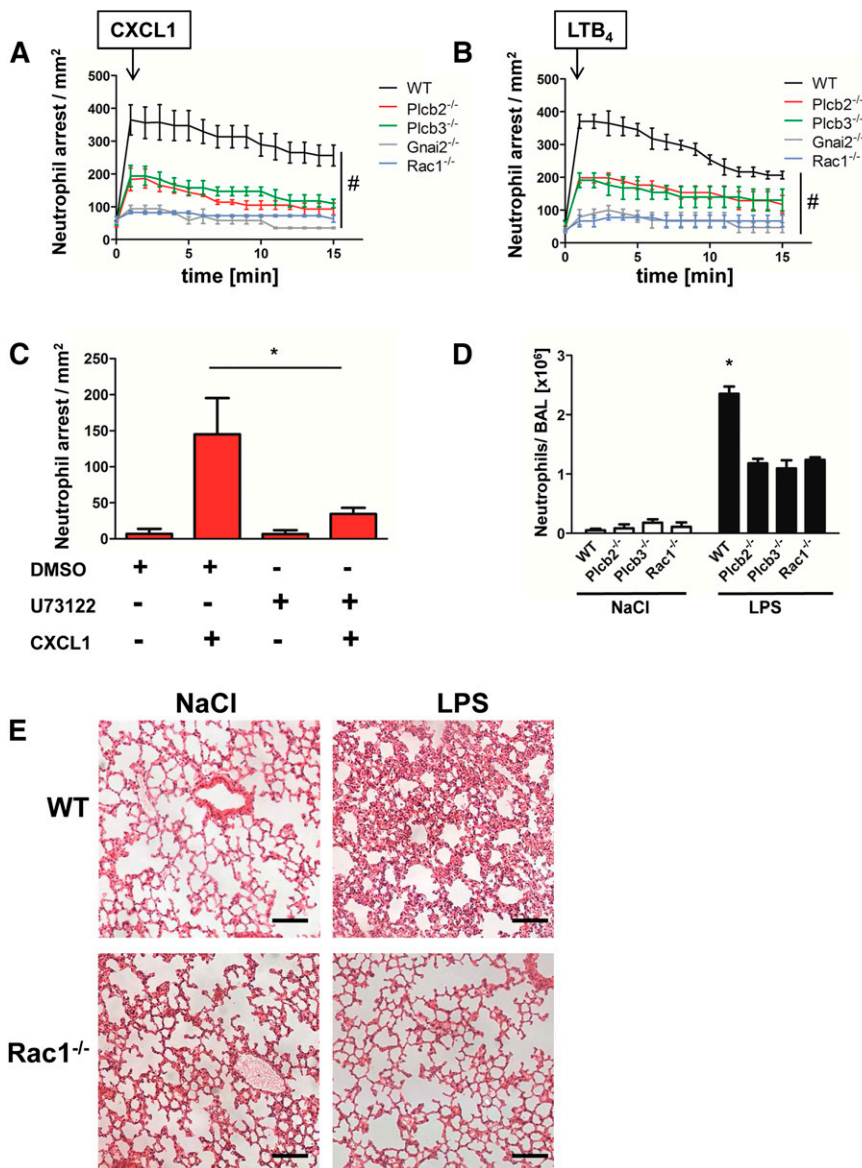 A
CXCL1
Neutrophil arrest / mm²
500
400
300
200
100
0
0
5
10
15
time [min]
WT
Plcb2⁻/⁻
Plcb3⁻/⁻
Gnai2⁻/⁻
Rac1⁻/⁻
#
B
LTB₄
Neutrophil arrest / mm²
500
400
300
200
100
0
0
5
10
15
time [min]
WT
Plcb2⁻/⁻
Plcb3⁻/⁻
Gnai2⁻/⁻
Rac1⁻/⁻
#
C
Neutrophil arrest / mm²
250
200
150
100
50
0
*
DMSO + + - -
U73122 - - + +
CXCL1 - + - +
D
Neutrophils/ BAL [x10⁶]
3
2
1
0
*
WT Plcb2⁻/⁻ Plcb3⁻/⁻ Rac1⁻/⁻ WT Plcb2⁻/⁻ Plcb3⁻/⁻ Rac1⁻/⁻
NaCl LPS
E
NaCl LPS
WT
Rac1⁻/⁻